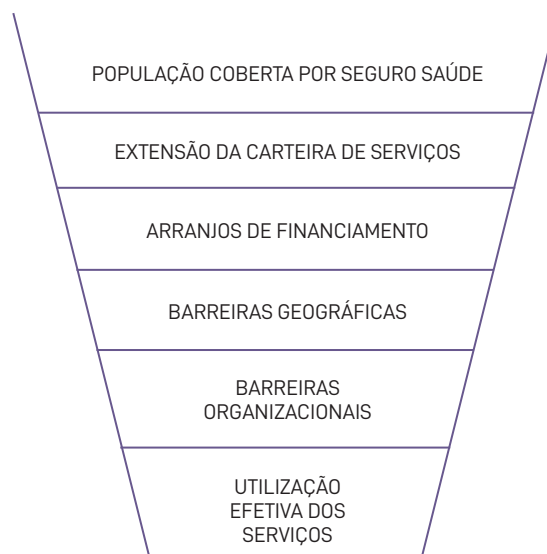 POPULAÇÃO COBERTA POR SEGURO SAÚDE
EXTENSÃO DA CARTEIRA DE SERVIÇOS
ARRANJOS DE FINANCIAMENTO
BARREIRAS GEOGRÁFICAS
BARREIRAS
ORGANIZACIONAIS
UTILIZAÇÃO
EFETIVA DOS
SERVIÇOS